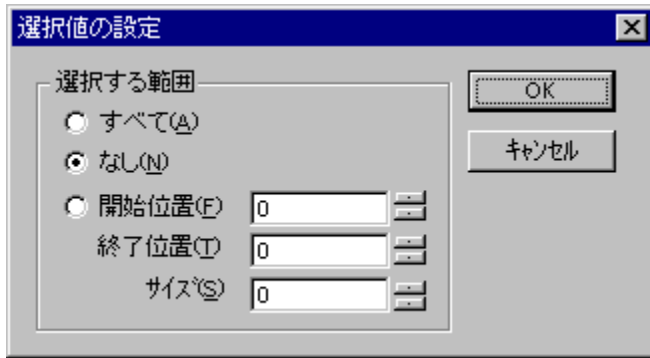 選択値の設定
選択する範囲
すべて(A)
なし(N)
開始位置(F) 0
終了位置(T) 0
サイズ(S) 0
OK
キャンセル